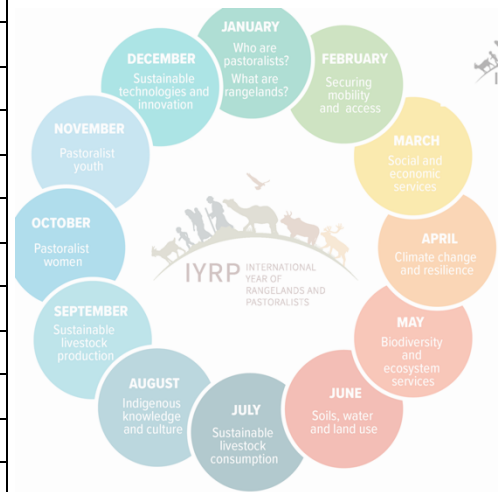 JANUARY
Who are
pastoralists?
What are
rangelands?
FEBRUARY
Securing
mobility
and access
MARCH
Social and
economic
services
APRIL
Climate change
and resilience
MAY
Biodiversity
and
ecosystem
services
JUNE
Soils, water
and land use
JULY
Sustainable
livestock
consumption
AUGUST
Indigenous
knowledge
and culture
SEPTEMBER
Sustainable
livestock
production
OCTOBER
Pastoralist
women
NOVEMBER
Pastoralist
youth
DECEMBER
Sustainable
technologies and
innovation
IYRP
INTERNATIONAL
YEAR OF
RANGELANDS AND
PASTORALISTS